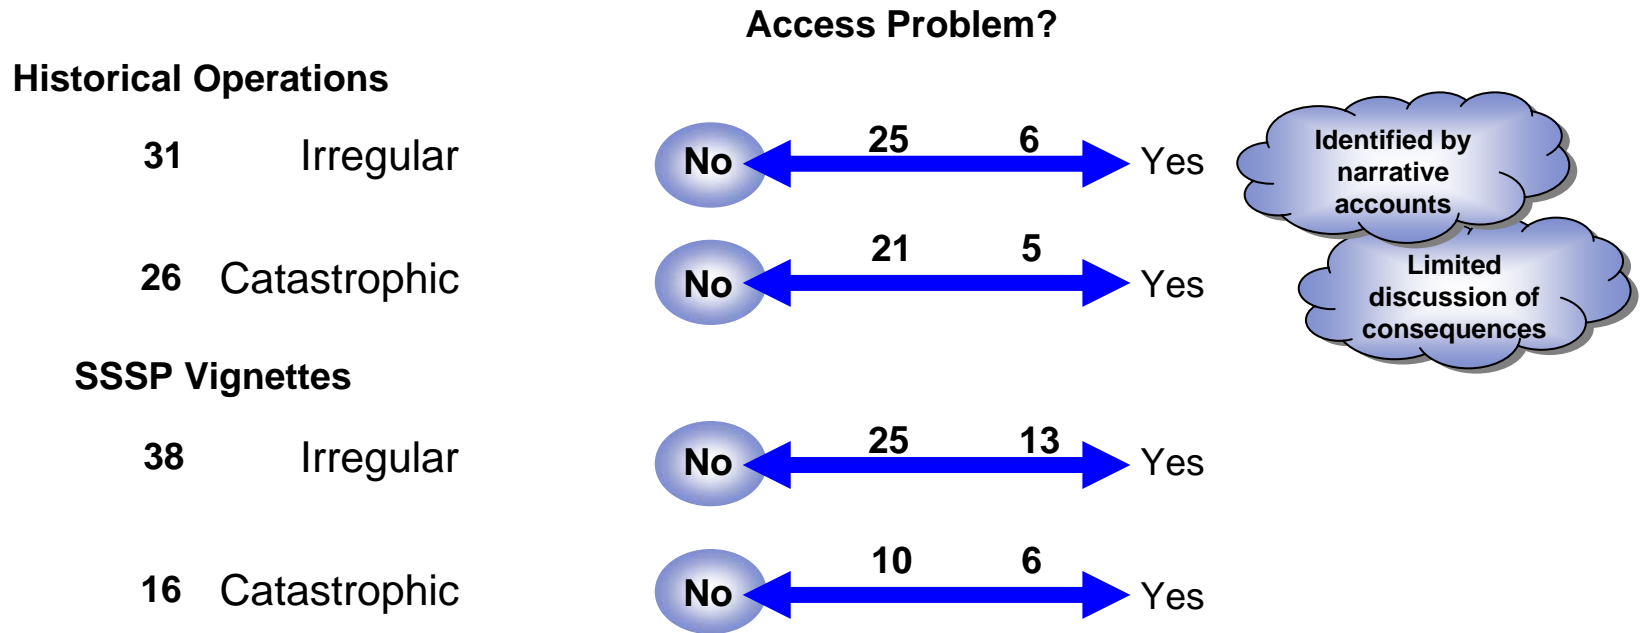 Access Problem?
Historical Operations
31 Irregular No 25 6 Yes
Identified by
narrative
accounts
26 Catastrophic No 21 5 Yes
Limited
discussion of
consequences
SSSP Vignettes
38 Irregular No 25 13 Yes
16 Catastrophic No 10 6 Yes